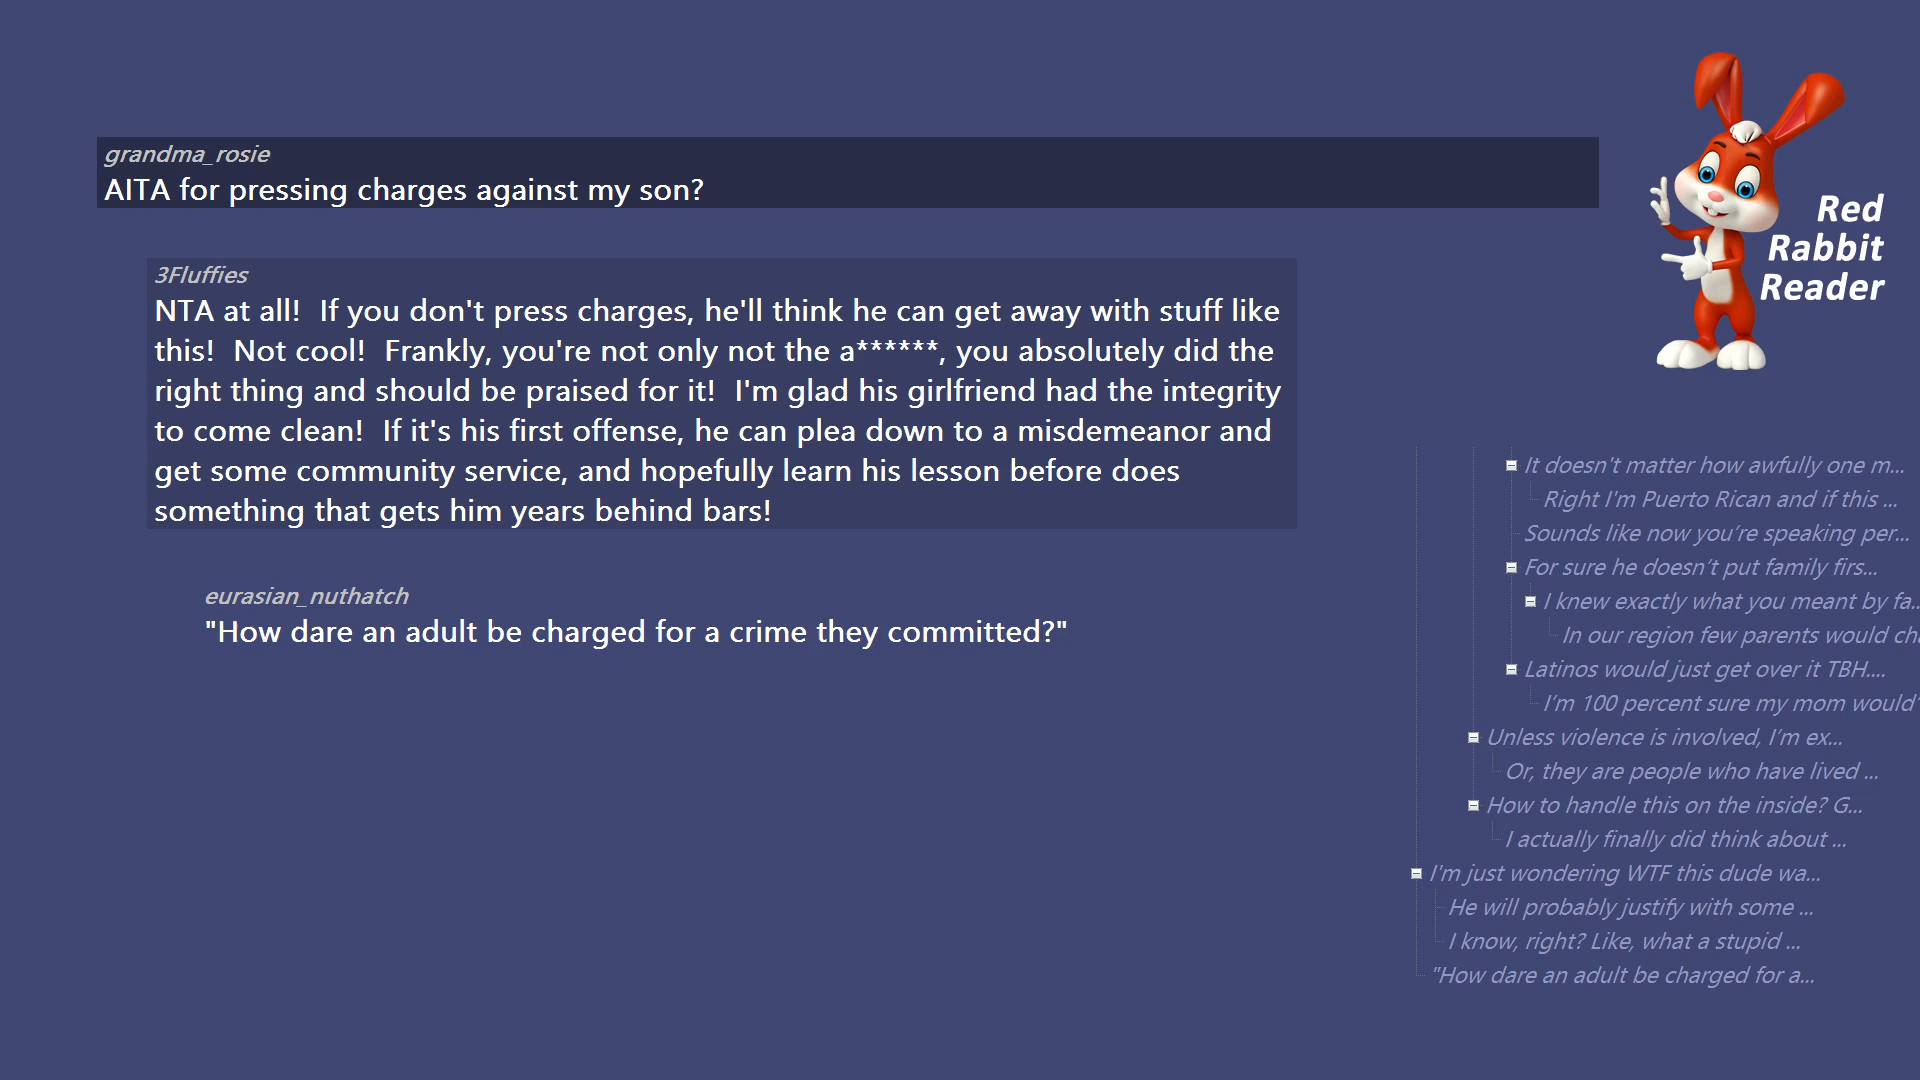 grandma_rosie
AITA for pressing charges against my son?
3Fluffies
NTA at all!  If you don't press charges, he'll think he can get away with stuff like
this!  Not cool!  Frankly, you're not only not the a******, you absolutely did the
right thing and should be praised for it!  I'm glad his girlfriend had the integrity
to come clean!  If it's his first offense, he can plea down to a misdemeanor and
get some community service, and hopefully learn his lesson before does
something that gets him years behind bars!
eurasian_nuthatch
"How dare an adult be charged for a crime they committed?"
Red
Rabbit
Reader
It doesn't matter how awfully one m...
Right I'm Puerto Rican and if this ...
Sounds like now you’re speaking per...
For sure he doesn’t put family firs...
I knew exactly what you meant by fa...
In our region few parents would cha
Latinos would just get over it TBH....
I’m 100 percent sure my mom would'
Unless violence is involved, I’m ex...
Or, they are people who have lived ...
How to handle this on the inside? G...
I actually finally did think about ...
I'm just wondering WTF this dude wa...
He will probably justify with some ...
I know, right? Like, what a stupid ...
"How dare an adult be charged for a...